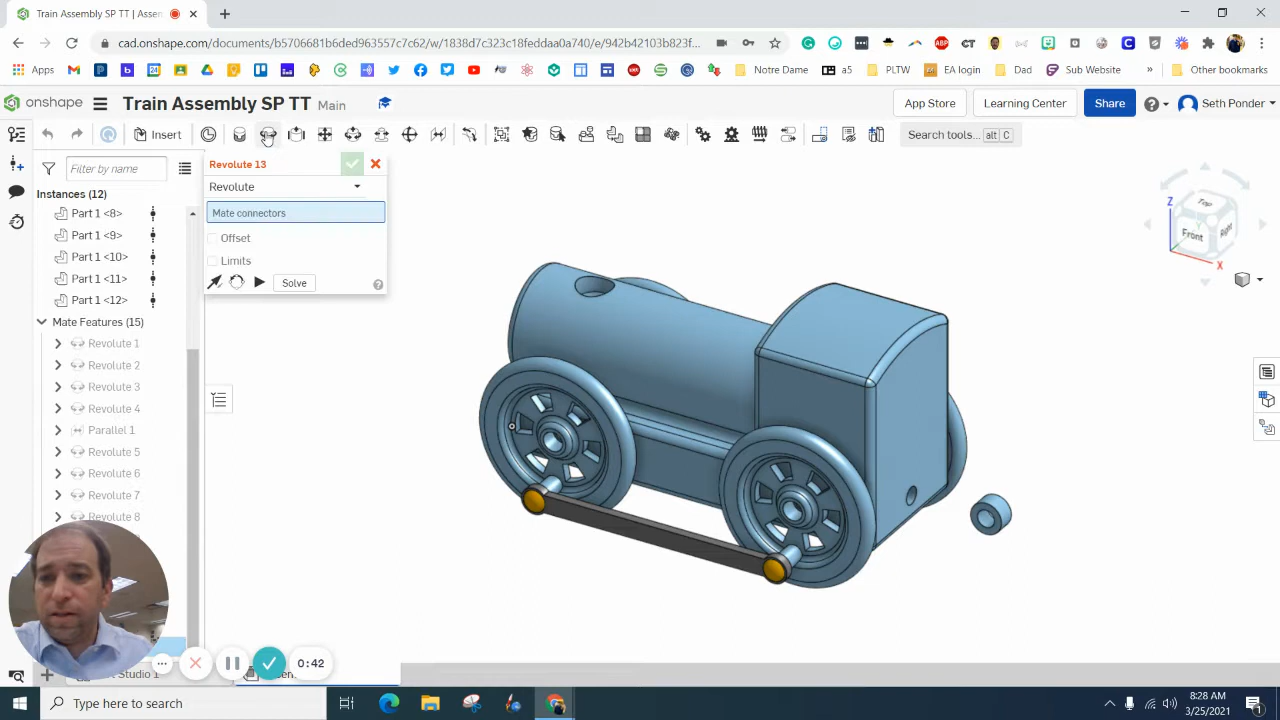 Train Assembly SP TT | Asse
cad.onshape.com/documents/b5706681b6fded963557c7c62/w/1838d7c323c8feddaa0a740/e/942b42103b823f...
Apps
Notre Dame
a5
PLTW
EA login
Dad
Sub Website
Other bookmarks
onshape
Train Assembly SP TT
Main
App Store
Learning Center
Share
Seth Ponder
Insert
Search tools...
alt
C
Filter by name
Instances (12)
Part 1 <8>
Part 1 <9>
Part 1 <10>
Part 1 <11>
Part 1 <12>
Mate Features (15)
Revolute 1
Revolute 2
Revolute 3
Revolute 4
Parallel 1
Revolute 5
Revolute 6
Revolute 7
Revolute 8
Revolute 13
Revolute
Mate connectors
Offset
Limits
Solve
Z
Top
Front
Right
X
0:42
Studio 1
Type here to search
8:28 AM
3/25/2021